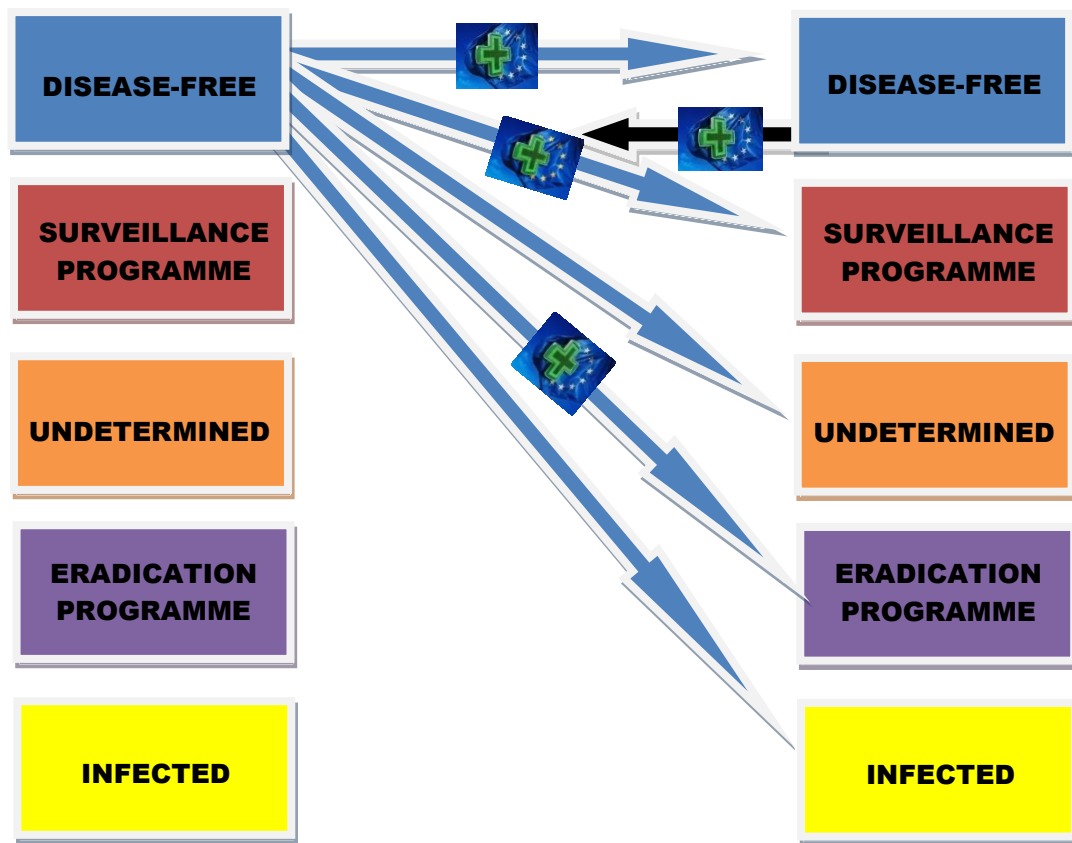 DISEASE-FREE
SURVEILLANCE
PROGRAMME
UNDETERMINED
ERADICATION
PROGRAMME
INFECTED
DISEASE-FREE
SURVEILLANCE
PROGRAMME
UNDETERMINED
ERADICATION
PROGRAMME
INFECTED